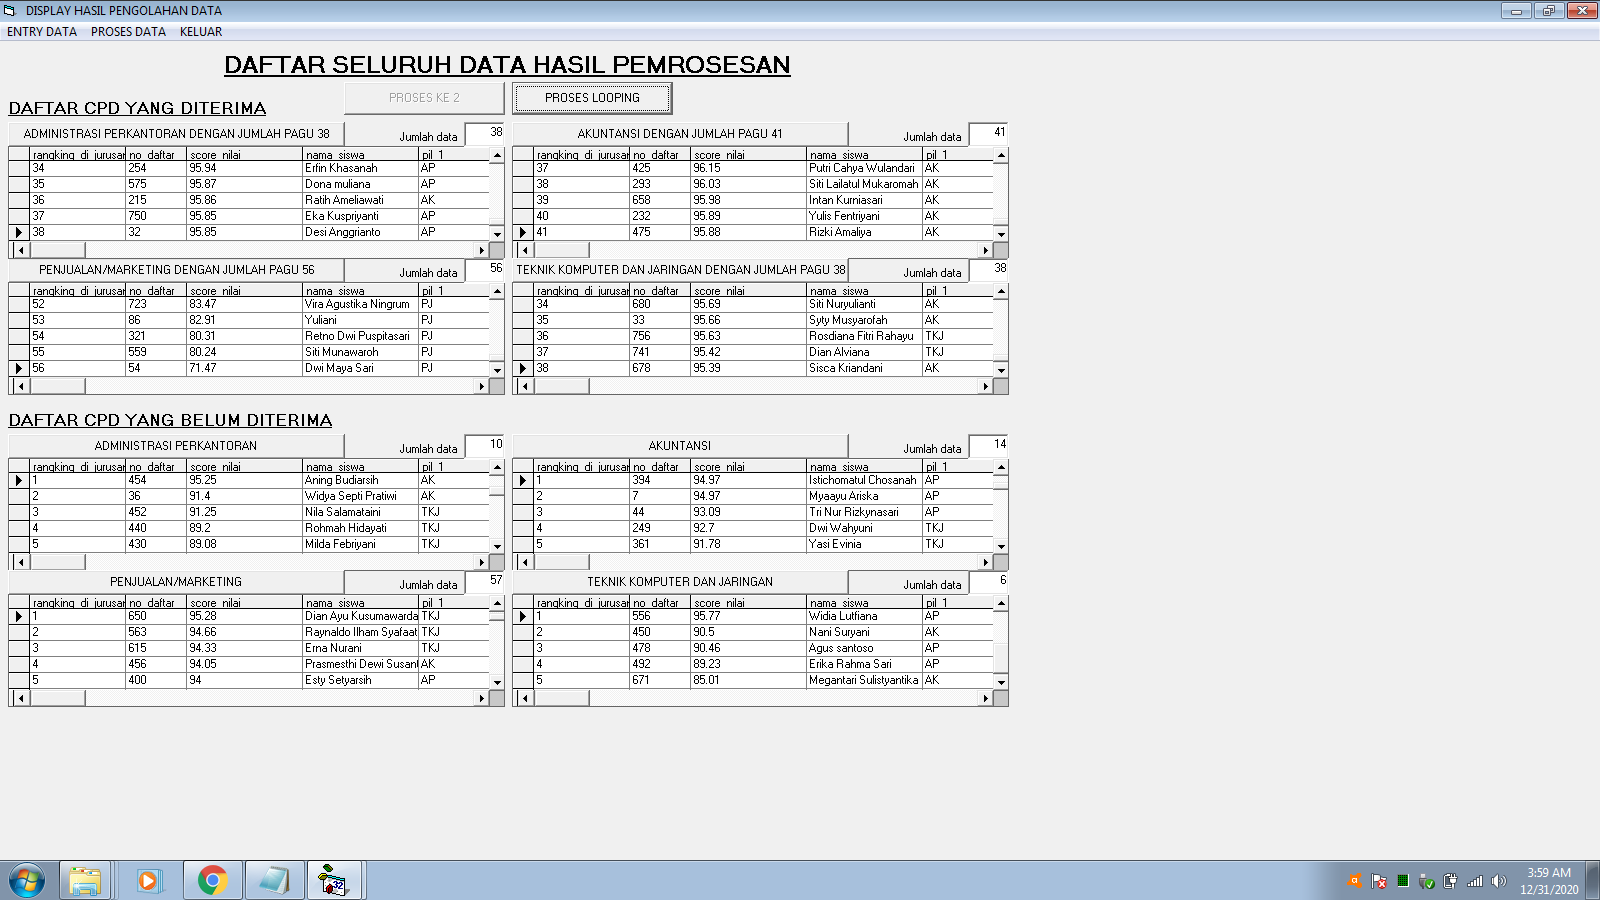 DISPLAY HASIL PENGOLAHAN DATA
ENTRY DATA PROSES DATA KELUAR
DAFTAR SELURUH DATA HASIL PEMROSESAN
PROSES KE 2 PROSES LOOPING
DAFTAR CPD YANG DITERIMA
ADMINISTRASI PERKANTORAN DENGAN JUMLAH PAGU 38 Jumlah data 38
rangking_di_jurusan no_daftar score_nilai nama_siswa pil_1
34 254 95.94 Erfin Khasanah AP
35 575 95.87 Dona muliana AP
36 215 95.86 Ratih Ameliawati AK
37 750 95.85 Eka Kuspriyanti AP
38 32 95.85 Desi Anggrianto AP
AKUNTANSI DENGAN JUMLAH PAGU 41 Jumlah data 41
rangking_di_jurusan no_daftar score_nilai nama_siswa pil_1
37 425 96.15 Putri Cahya Wulandari AK
38 293 96.03 Siti Lailatul Mukaromah AK
39 658 95.98 Intan Kurniasari AK
40 232 95.89 Yulis Fentriyani AK
41 475 95.88 Rizki Amaliya AK
PENJUALAN/MARKETING DENGAN JUMLAH PAGU 56 Jumlah data 56
rangking_di_jurusan no_daftar score_nilai nama_siswa pil_1
52 723 83.47 Vira Agustika Ningrum PJ
53 86 82.91 Yuliani PJ
54 321 80.31 Retno Dwi Puspitasari PJ
55 559 80.24 Siti Munawaroh PJ
56 54 71.47 Dwi Maya Sari PJ
TEKNIK KOMPUTER DAN JARINGAN DENGAN JUMLAH PAGU 38 Jumlah data 38
rangking_di_jurusan no_daftar score_nilai nama_siswa pil_1
34 680 95.69 Siti Nuryulianti AK
35 33 95.66 Syty Musyarofah AK
36 756 95.63 Rosdiana Fitri Rahayu TKJ
37 741 95.42 Dian Alviana TKJ
38 678 95.39 Sisca Kriandani AK
DAFTAR CPD YANG BELUM DITERIMA
ADMINISTRASI PERKANTORAN Jumlah data 10
rangking_di_jurusan no_daftar score_nilai nama_siswa pil_1
1 454 95.25 Aning Budiarsih AK
2 36 91.4 Widya Septi Pratiwi AK
3 452 91.25 Nila Salamataini TKJ
4 440 89.2 Rohmah Hidayati TKJ
5 430 89.08 Milda Febriyani TKJ
AKUNTANSI Jumlah data 14
rangking_di_jurusan no_daftar score_nilai nama_siswa pil_1
1 394 94.97 Istichomatul Chosanah AP
2 7 94.97 Myaayu Ariska AP
3 44 93.09 Tri Nur Rizkynasari AP
4 249 92.7 Dwi Wahyuni TKJ
5 361 91.78 Yasi Evinia TKJ
PENJUALAN/MARKETING Jumlah data 57
rangking_di_jurusan no_daftar score_nilai nama_siswa pil_1
1 650 95.28 Dian Ayu Kusumawarda TKJ
2 563 94.66 Raynaldo Ilham Syafaat TKJ
3 615 94.33 Erna Nurani TKJ
4 456 94.05 Prasmesthi Dewi Susant AK
5 400 94 Esty Setyarsih AP
TEKNIK KOMPUTER DAN JARINGAN Jumlah data 6
rangking_di_jurusan no_daftar score_nilai nama_siswa pil_1
1 556 95.77 Widia Lutfiana AP
2 450 90.5 Nani Suryani AK
3 478 90.46 Agus santoso AP
4 492 89.23 Erika Rahma Sari AP
5 671 85.01 Megantari Sulistyantika AK
3:59 AM
12/31/2020